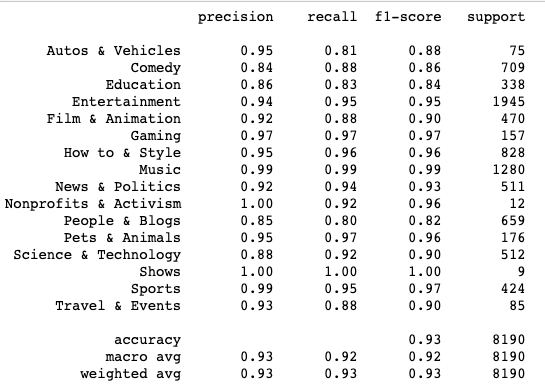 precision recall f1-score support
Autos & Vehicles 0.95 0.81 0.88 75
Comedy 0.84 0.88 0.86 709
Education 0.86 0.83 0.84 338
Entertainment 0.94 0.95 0.95 1945
Film & Animation 0.92 0.88 0.90 470
Gaming 0.97 0.97 0.97 157
How to & Style 0.95 0.96 0.96 828
Music 0.99 0.99 0.99 1280
News & Politics 0.92 0.94 0.93 511
Nonprofits & Activism 1.00 0.92 0.96 12
People & Blogs 0.85 0.80 0.82 659
Pets & Animals 0.95 0.97 0.96 176
Science & Technology 0.88 0.92 0.90 512
Shows 1.00 1.00 1.00 9
Sports 0.99 0.95 0.97 424
Travel & Events 0.93 0.88 0.90 85
accuracy 0.93 8190
macro avg 0.93 0.92 0.92 8190
weighted avg 0.93 0.93 0.93 8190